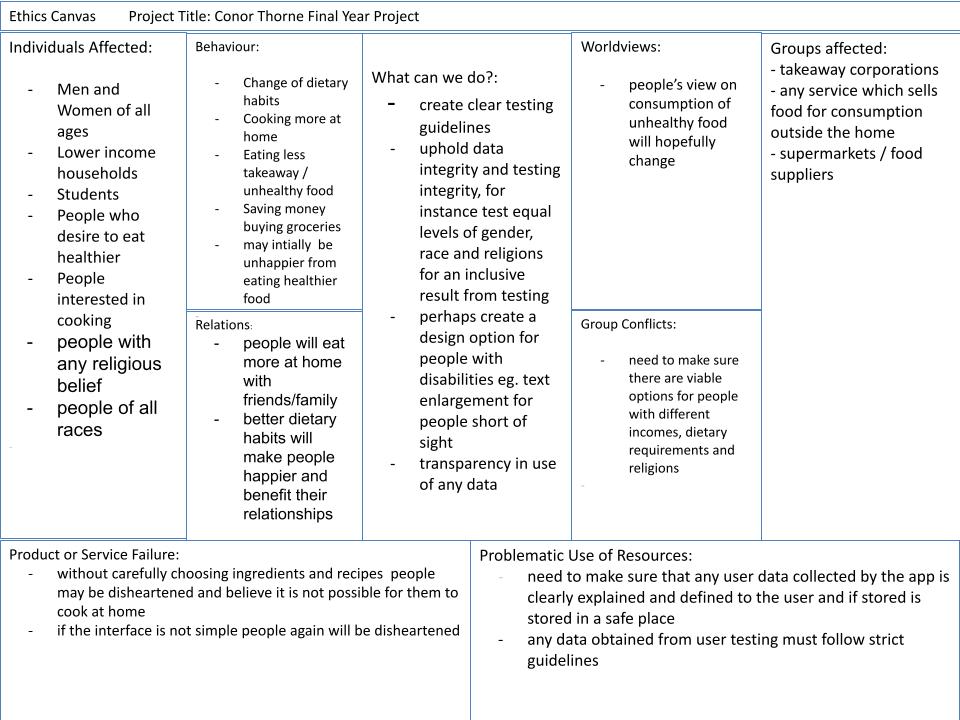 Ethics Canvas Project Title: Conor Thorne Final Year Project
Individuals Affected:
- Men and
Women of all
ages
- Lower income
households
- Students
- People who
desire to eat
healthier
- People
interested in
cooking
- people with
any religious
belief
- people of all
races
Behaviour:
- Change of dietary
habits
- Cooking more at
home
- Eating less
takeaway /
unhealthy food
- Saving money
buying groceries
- may intially be
unhappier from
eating healthier
food
Relations:
- people will eat
more at home
with
friends/family
- better dietary
habits will
make people
happier and
benefit their
relationships
What can we do?:
- create clear testing
guidelines
- uphold data
integrity and testing
integrity, for
instance test equal
levels of gender,
race and religions
for an inclusive
result from testing
- perhaps create a
design option for
people with
disabilities eg. text
enlargement for
people short of
sight
- transparency in use
of any data
Worldviews:
- people’s view on
consumption of
unhealthy food
will hopefully
change
Group Conflicts:
- need to make sure
there are viable
options for people
with different
incomes, dietary
requirements and
religions
Groups affected:
- takeaway corporations
- any service which sells
food for consumption
outside the home
- supermarkets / food
suppliers
Product or Service Failure:
- without carefully choosing ingredients and recipes people
may be disheartened and believe it is not possible for them to
cook at home
- if the interface is not simple people again will be disheartened
Problematic Use of Resources:
- need to make sure that any user data collected by the app is
clearly explained and defined to the user and if stored is
stored in a safe place
- any data obtained from user testing must follow strict
guidelines